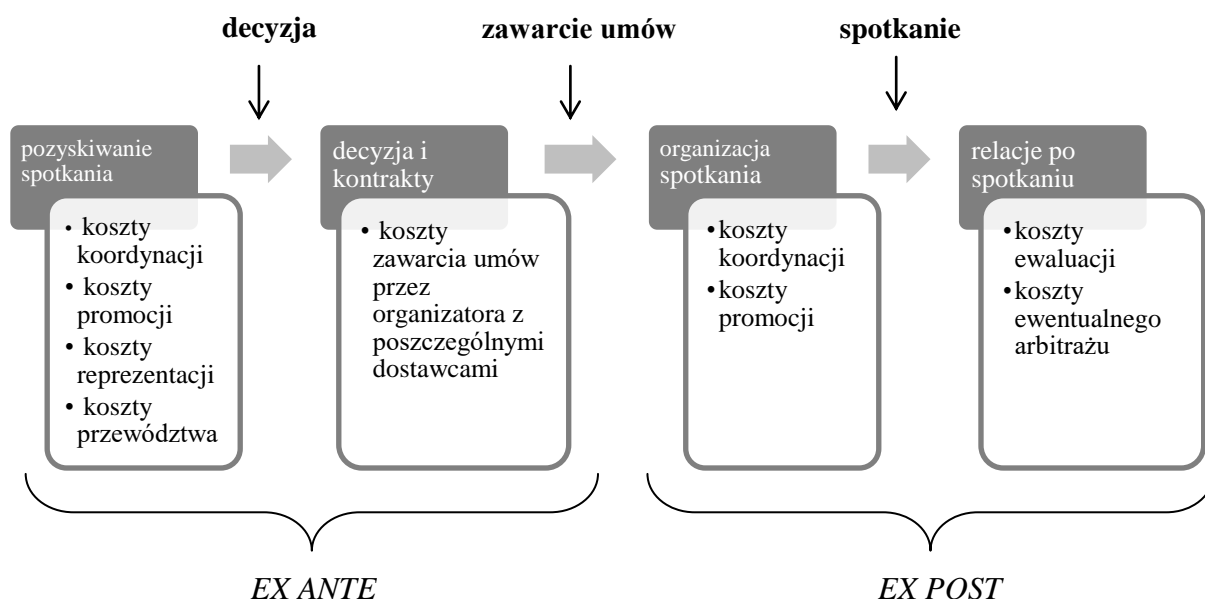 decyzja
zawarcie umów
spotkanie
pozyskiwanie
spotkania
• koszty
koordynacji
• koszty
promocji
• koszty
reprezentacji
• koszty
przewództwa
decyzja i
kontrakty
• koszty
zawarcia umów
przez
organizatora z
poszczególnymi
dostawcami
organizacja
spotkania
•koszty
koordynacji
•koszty
promocji
relacje po
spotkaniu
•koszty
ewaluacji
•koszty
ewentualnego
arbitrażu
EX ANTE
EX POST